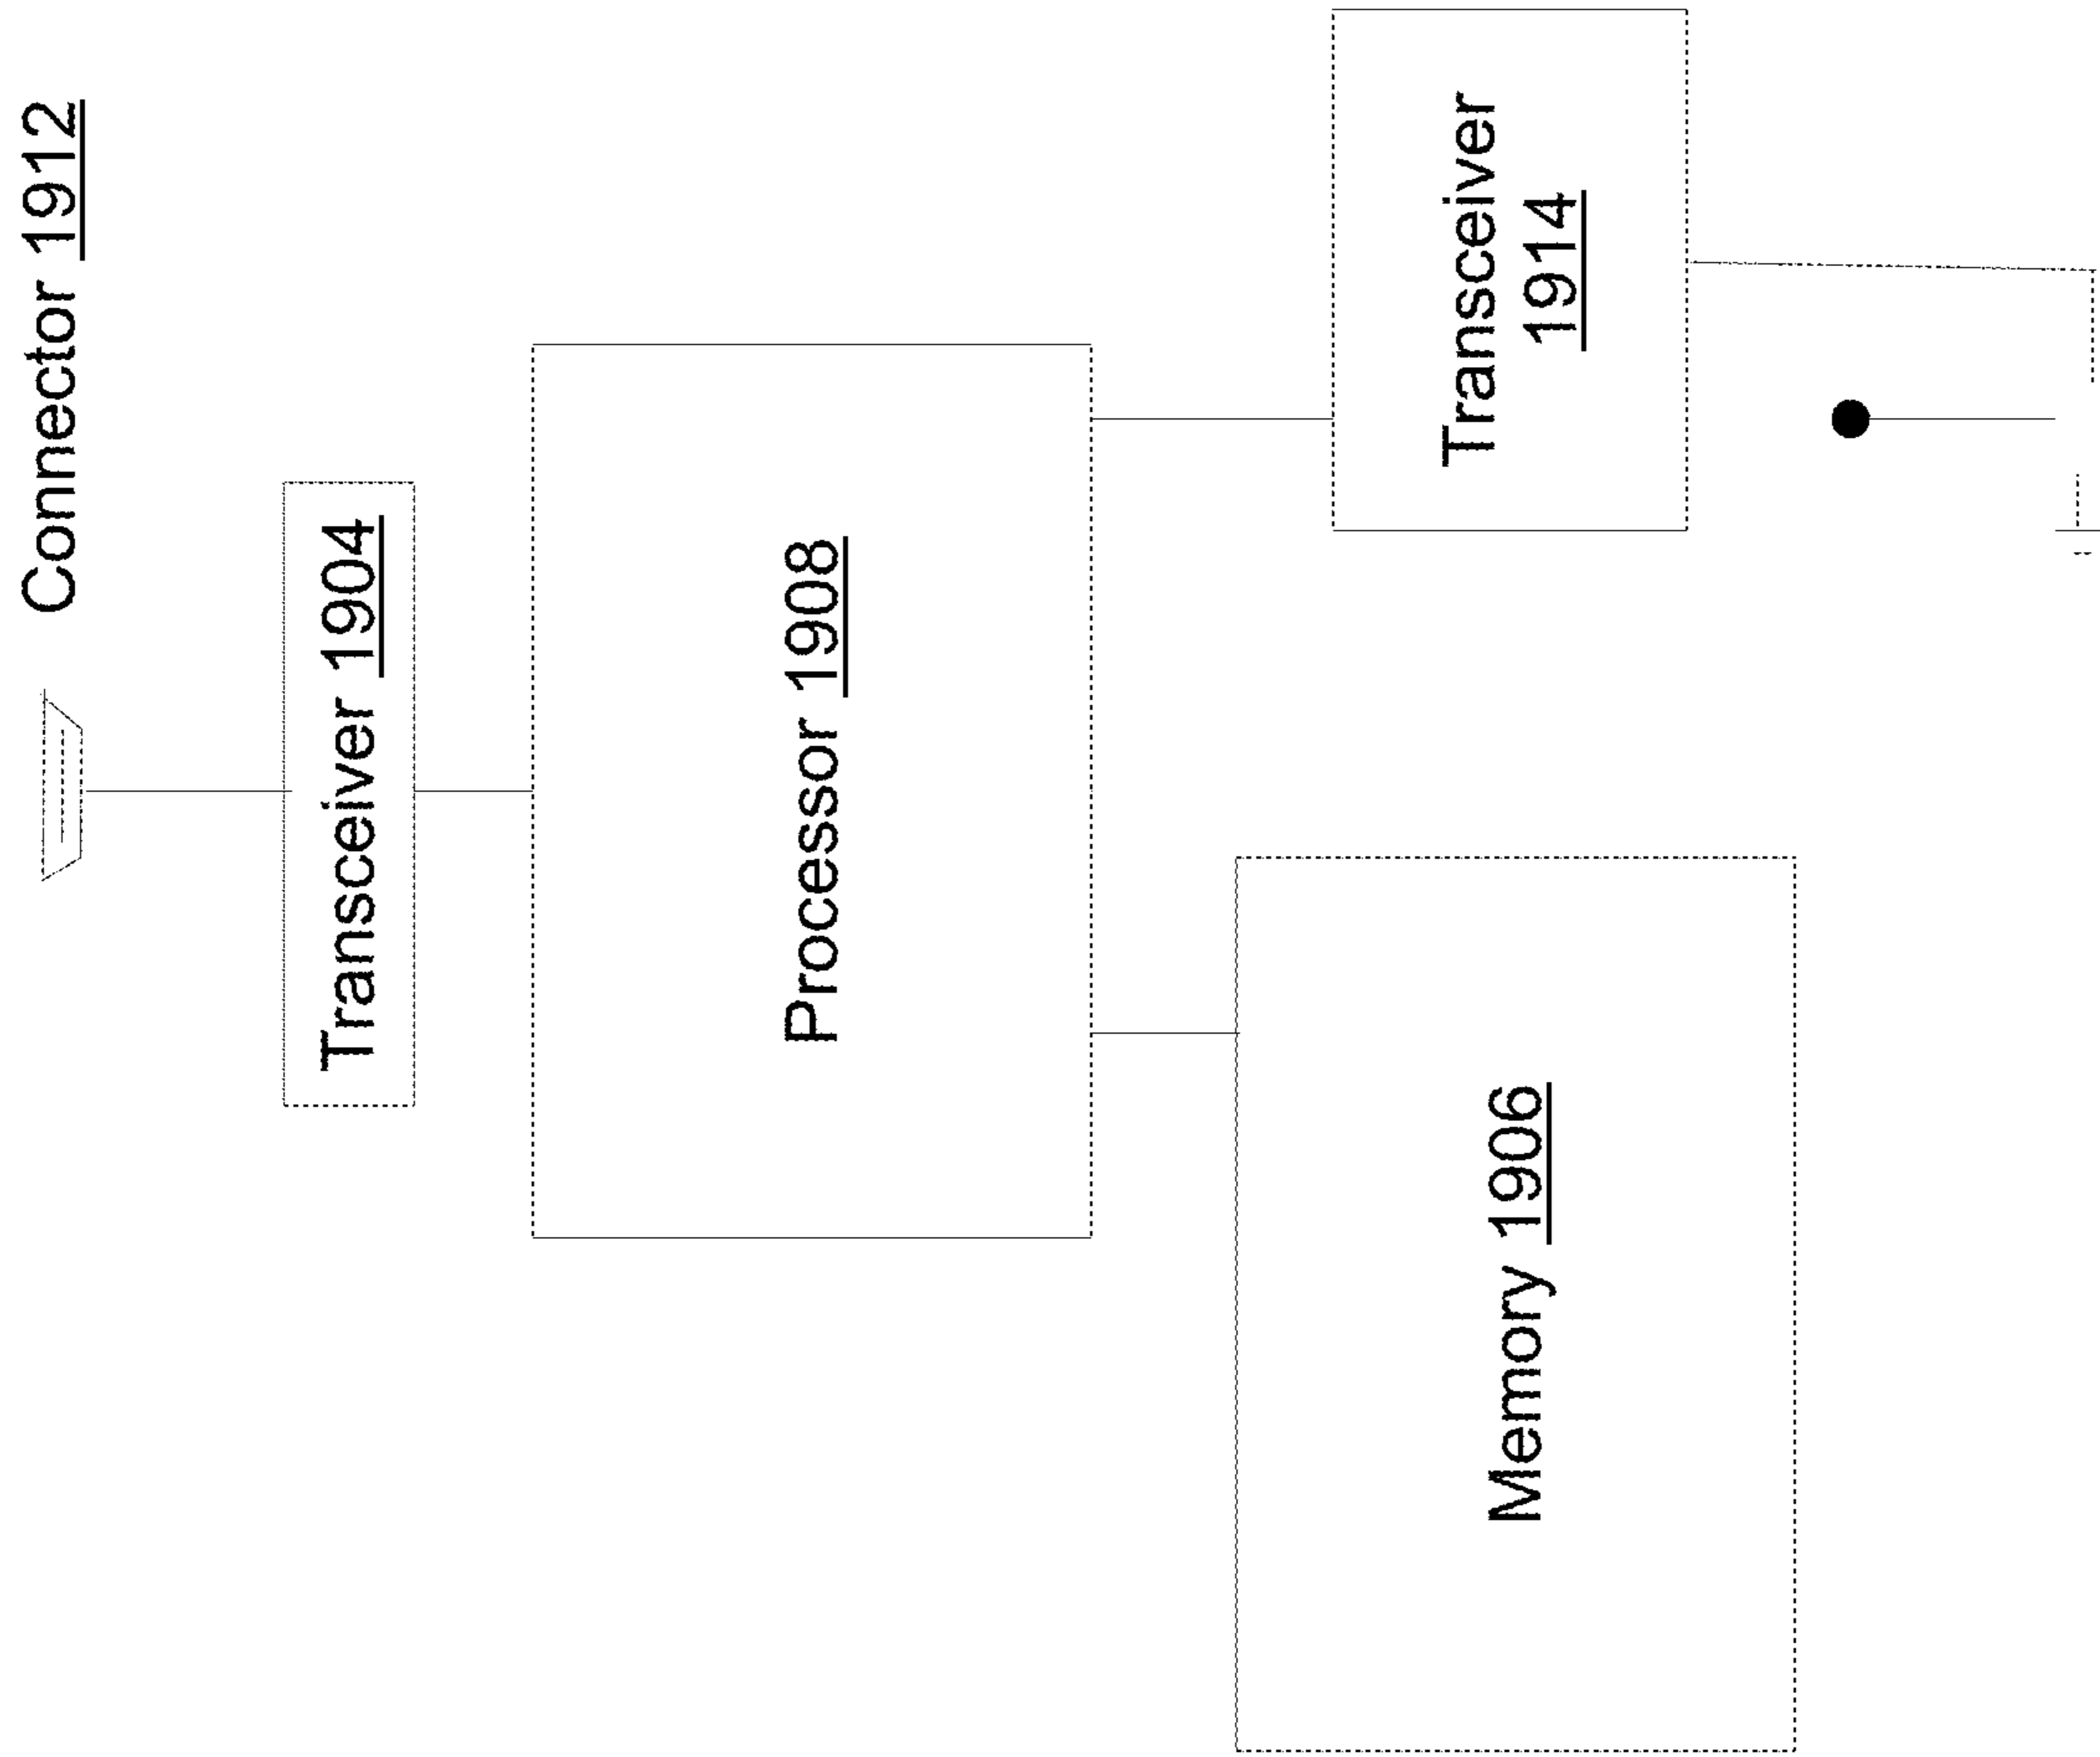 Connector 1912
Transceiver 1904
Processor 1908
Transceiver
1914
Memory 1906